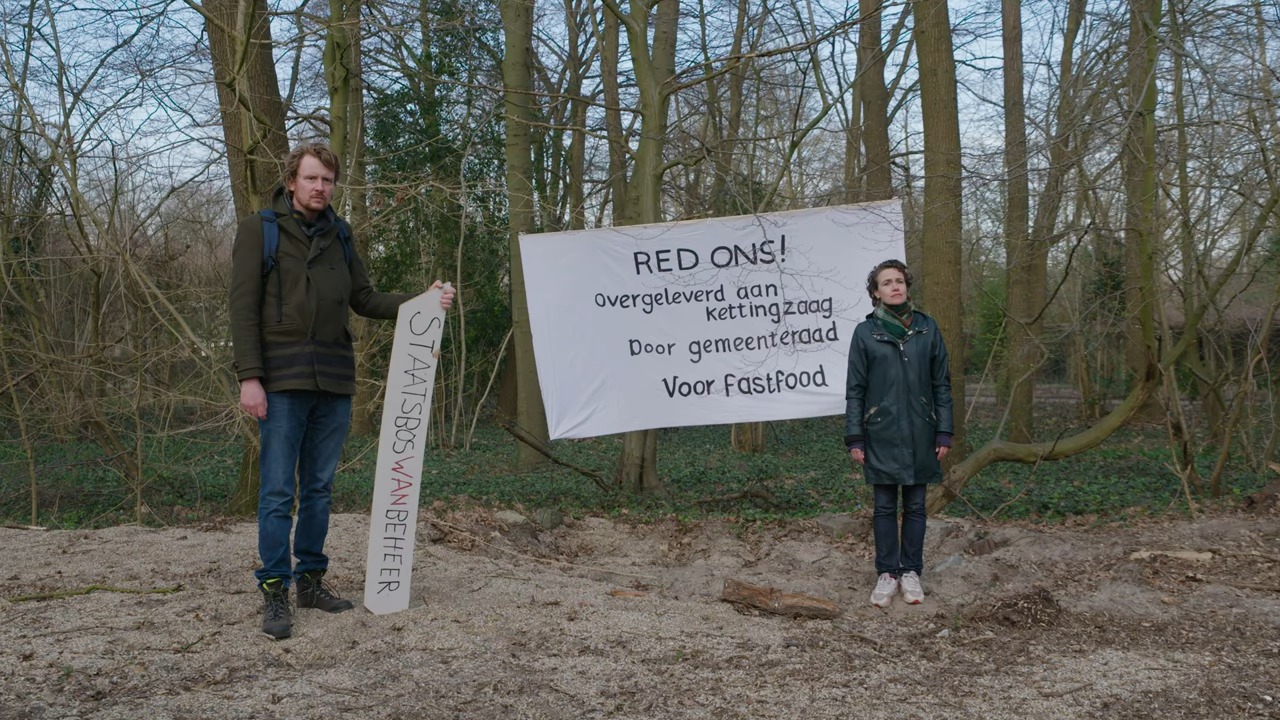 STAATSBOSWANBEHEER
RED ONS!
overgeleverd aan
kettingzaag
Door gemeenteraad
Voor fastfood